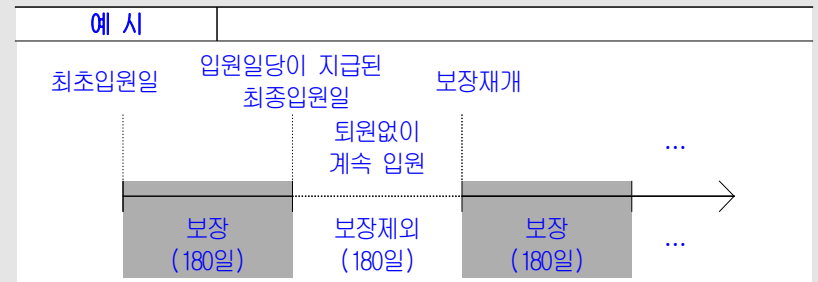 예 시
최초입원일
입원일당이 지급된
최종입원일
보장재개
퇴원없이
계속 입원
...
보장
(180일)
보장제외
(180일)
보장
(180일)
...